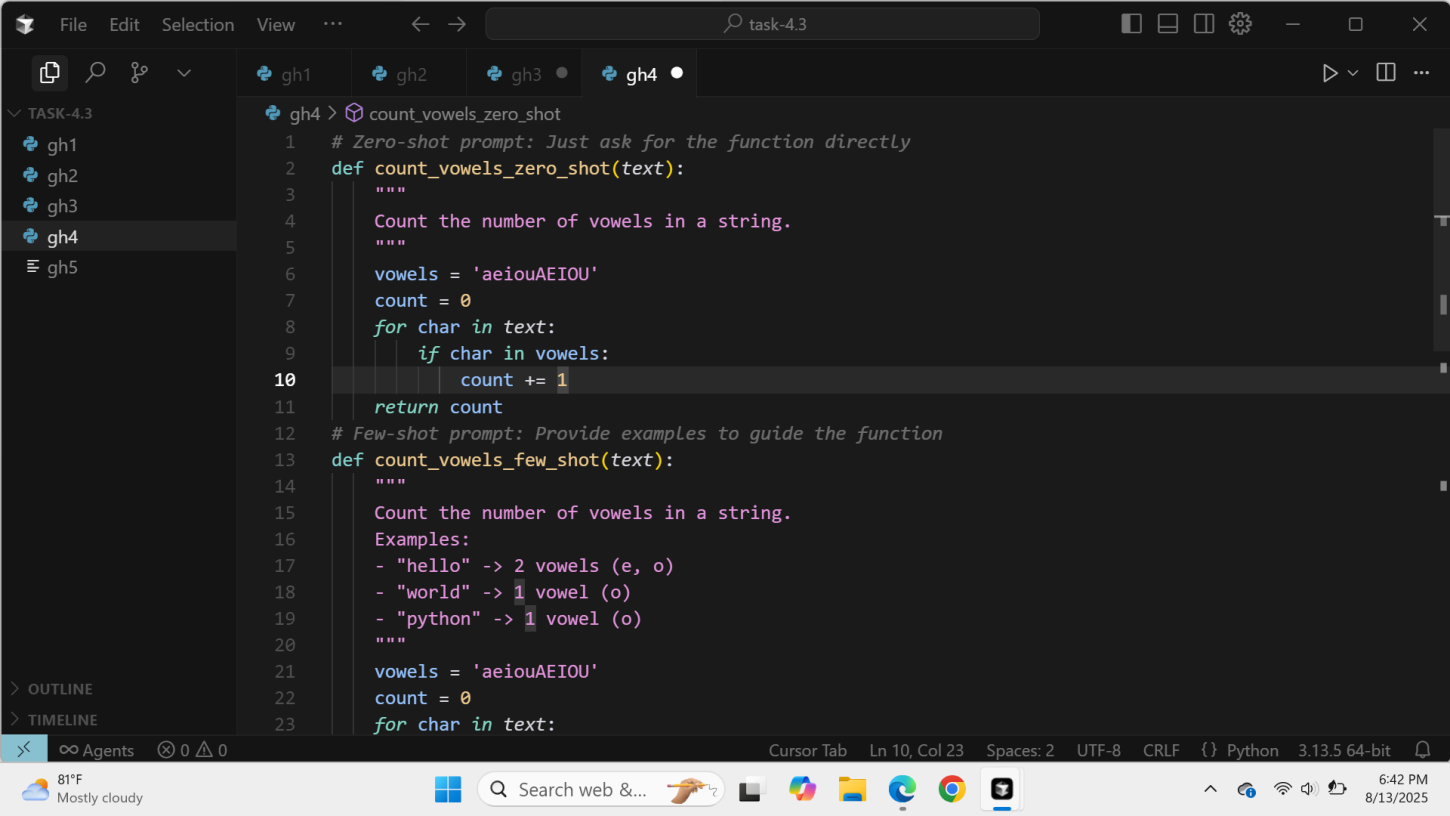 File Edit Selection View ··· task-4.3
gh1 gh2 gh3 gh4
TASK-4.3
gh1
gh2
gh3
gh4
gh5
OUTLINE
TIMELINE
gh4 > count_vowels_zero_shot
1 # Zero-shot prompt: Just ask for the function directly
2 def count_vowels_zero_shot(text):
3 """
4 Count the number of vowels in a string.
5 """
6 vowels = 'aeiouAEIOU'
7 count = 0
8 for char in text:
9 if char in vowels:
10 count += 1
11 return count
12 # Few-shot prompt: Provide examples to guide the function
13 def count_vowels_few_shot(text):
14 """
15 Count the number of vowels in a string.
16 Examples:
17 - "hello" -> 2 vowels (e, o)
18 - "world" -> 1 vowel (o)
19 - "python" -> 1 vowel (o)
20 """
21 vowels = 'aeiouAEIOU'
22 count = 0
23 for char in text:
Agents 0 0 Cursor Tab Ln 10, Col 23 Spaces: 2 UTF-8 CRLF {} Python 3.13.5 64-bit
81°F
Mostly cloudy
Search web &...
6:42 PM
8/13/2025